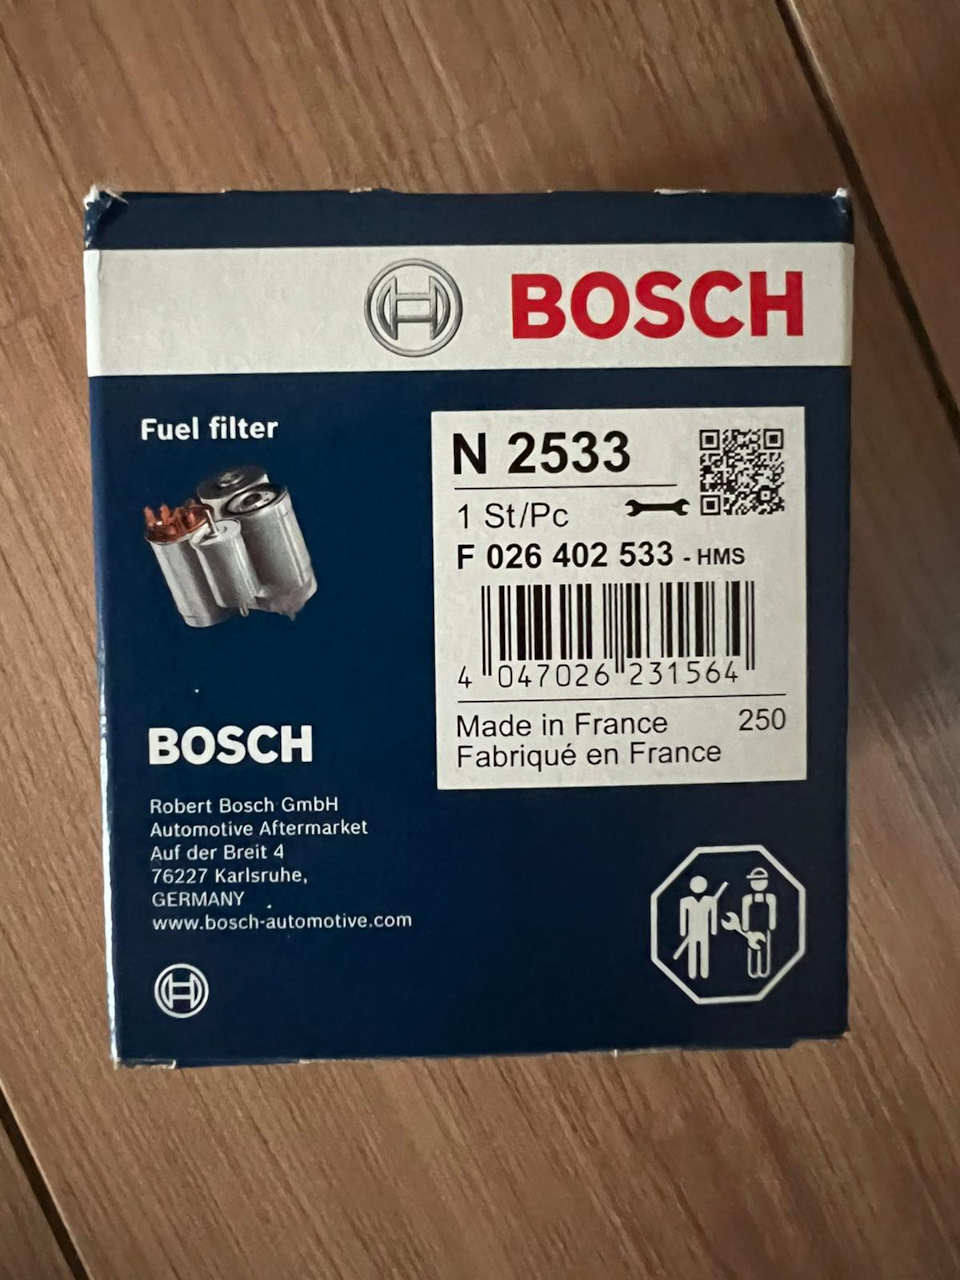 BOSCH
Fuel filter
N 2533
1 St/Pc
F 026 402 533 - HMS
4 047026 231564
Made in France 250
Fabriqué en France
BOSCH
Robert Bosch GmbH
Automotive Aftermarket
Auf der Breit 4
76227 Karlsruhe,
GERMANY
www.bosch-automotive.com